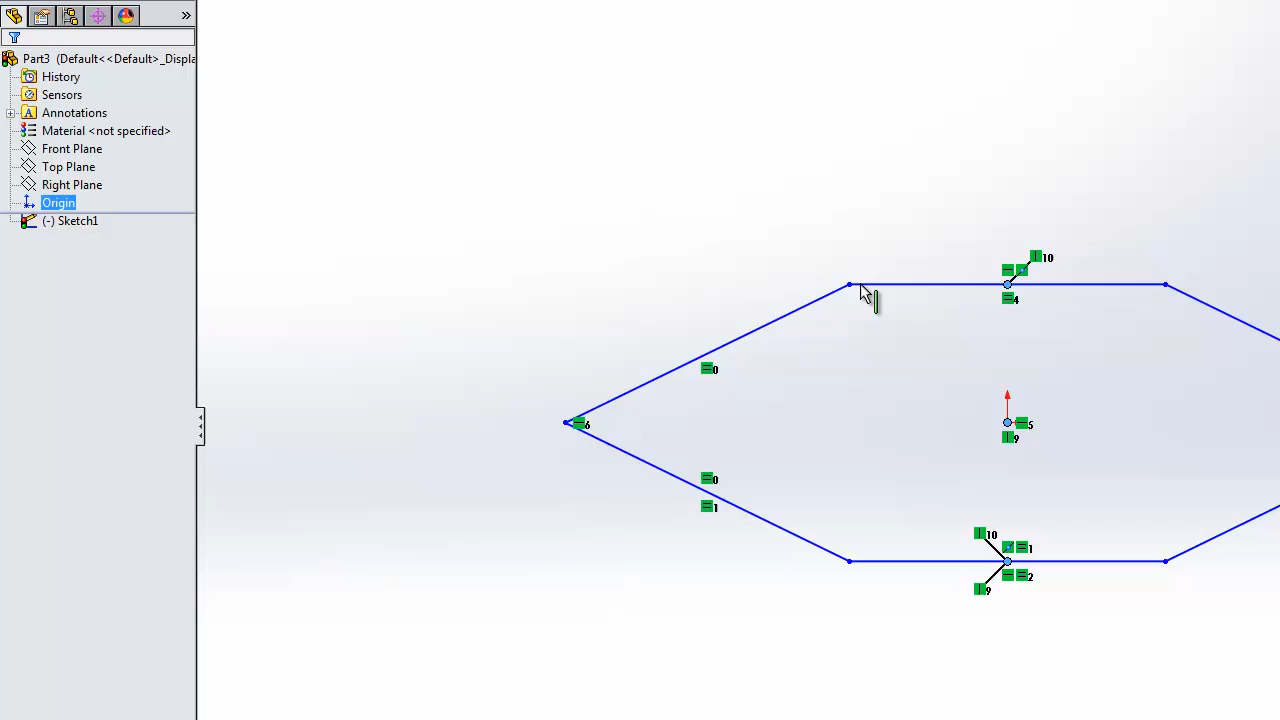 »
Part3 (Default<<Default>_Displa
History
Sensors
A Annotations
Material <not specified>
Front Plane
Top Plane
Right Plane
Origin
(-) Sketch1
10
4
0
6
5
9
0
1
10
1
2
9